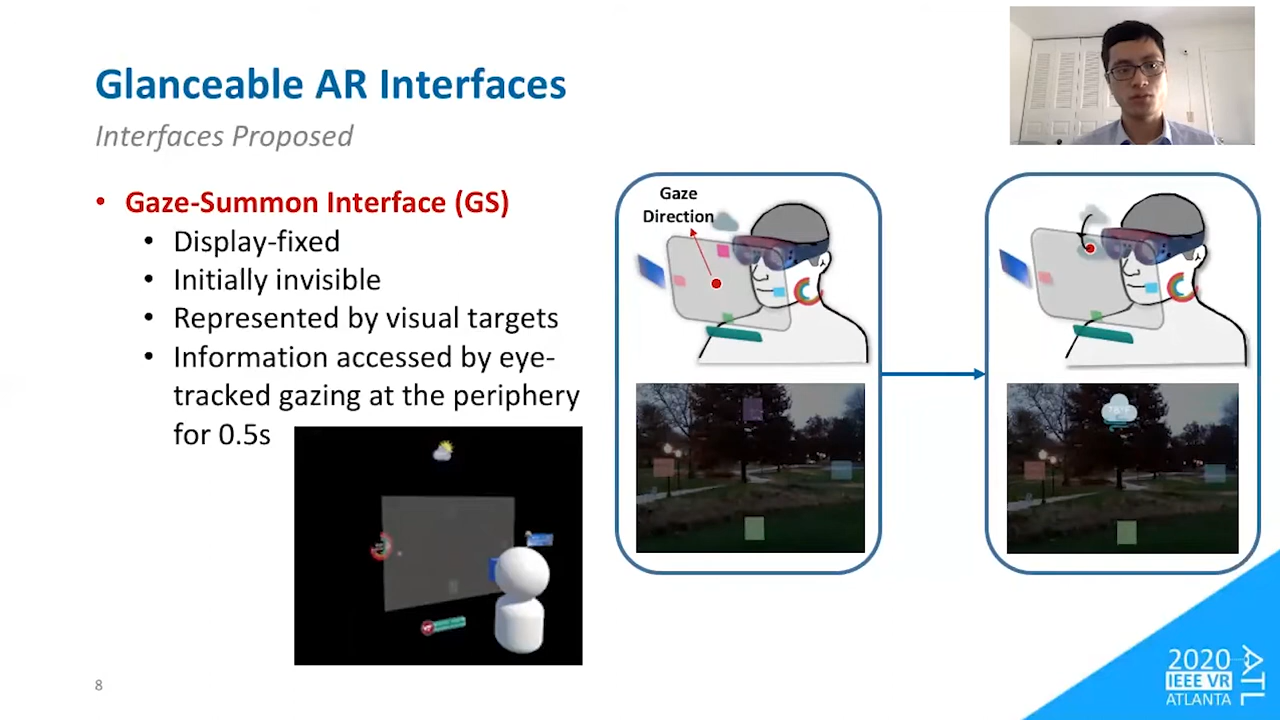 Glanceable AR Interfaces
Interfaces Proposed
• Gaze-Summon Interface (GS)
• Display-fixed
• Initially invisible
• Represented by visual targets
• Information accessed by eye-
tracked gazing at the periphery
for 0.5s
Gaze
Direction
8
2020
IEEE VR
ATLANTA
ATL